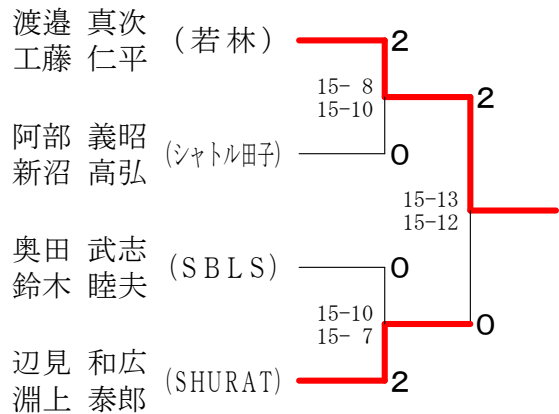 渡邉 真次
工藤 仁平
(若林)
2
15- 8
15-10
2
阿部 義昭
新沼 高弘
(シャトル田子)
0
15-13
15-12
奥田 武志
鈴木 睦夫
(SBLS)
0
15-10
15- 7
0
辺見 和広
淵上 泰郎
(SHURAT)
2